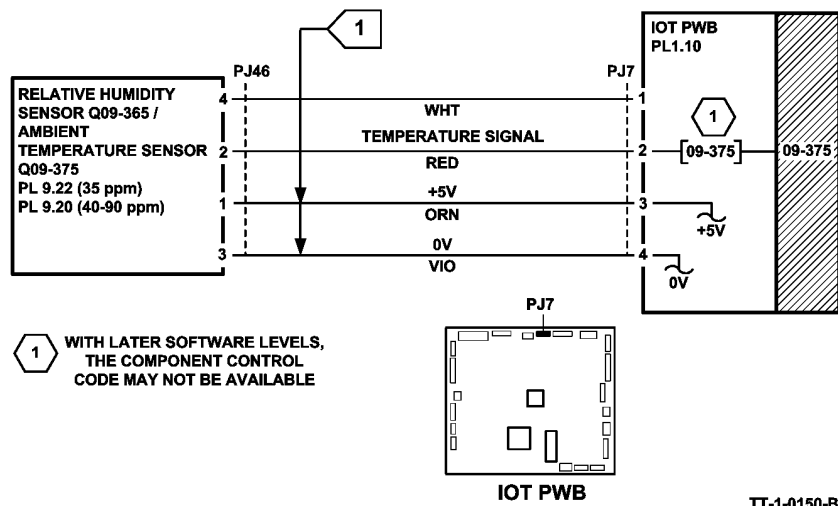 1
IOT PWB
PL1.10
PJ46
PJ7
RELATIVE HUMIDITY
SENSOR Q09-365 /
AMBIENT
TEMPERATURE SENSOR
Q09-375
PL 9.22 (35 ppm)
PL 9.20 (40-90 ppm)
4
WHT
1
1
2
TEMPERATURE SIGNAL
RED
2
09-375
09-375
1
+5V
ORN
3
+5V
3
0V
VIO
4
0V
PJ7
1
WITH LATER SOFTWARE LEVELS,
THE COMPONENT CONTROL
CODE MAY NOT BE AVAILABLE
IOT PWB
TT-1-0150-B